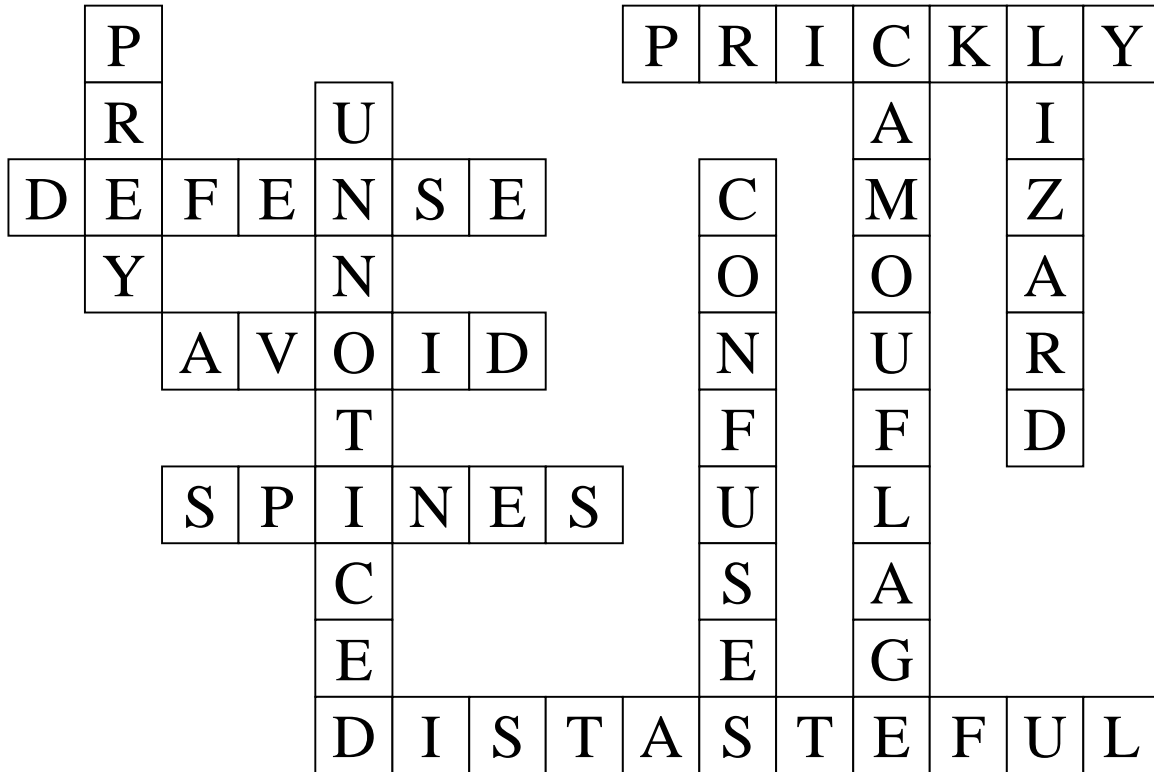 PREY
PRICKLY
CAMOUFLAGE
LIZARD
UNNOTICED
DEFENSE
CONFUSES
AVOID
SPINES
DISTASTEFUL